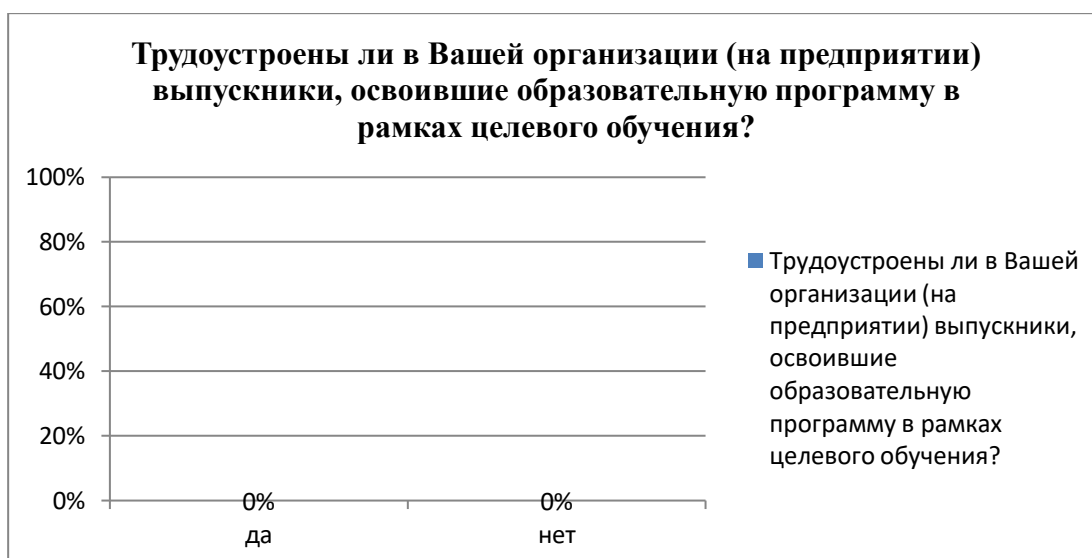 Трудоустроены ли в Вашей организации (на предприятии)
выпускники, освоившие образовательную программу в
рамках целевого обучения?
100%
80%
60%
40%
20%
0%
0%
0%
да
нет
Трудоустроены ли в Вашей
организации (на
предприятии) выпускники,
освоившие
образовательную
программу в рамках
целевого обучения?